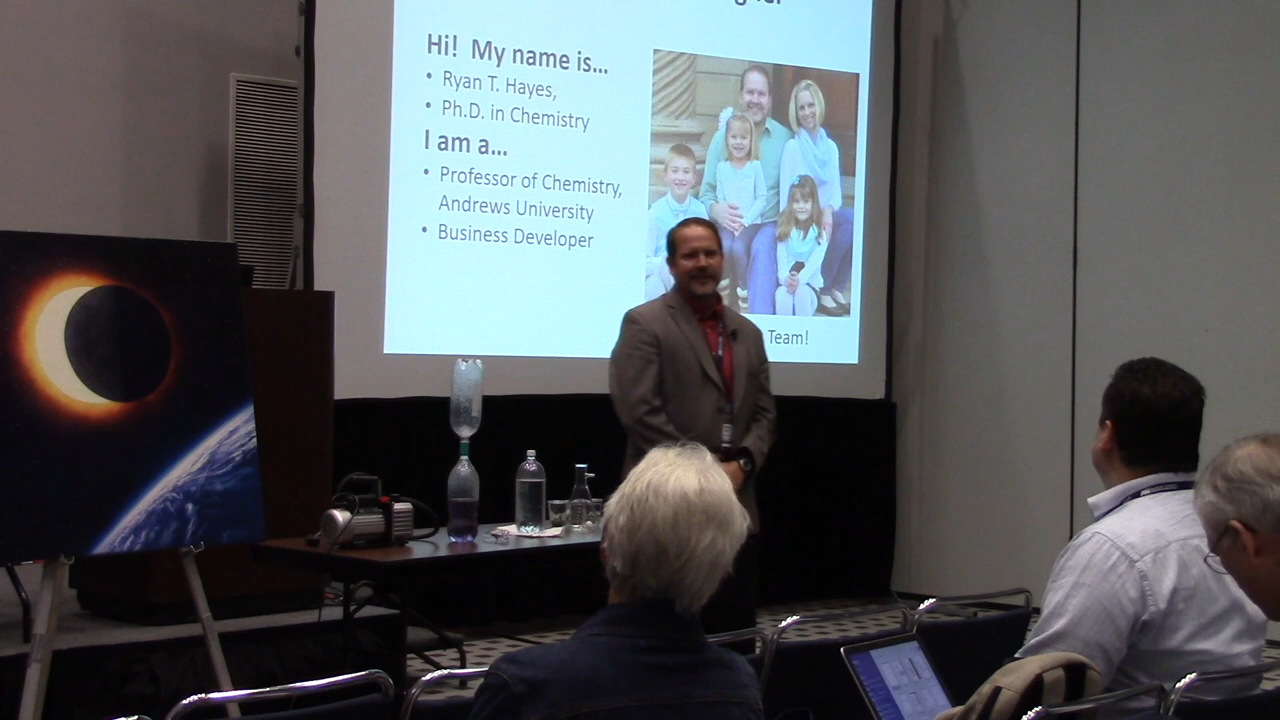 Hi! My name is...
• Ryan T. Hayes,
• Ph.D. in Chemistry
I am a...
• Professor of Chemistry,
Andrews University
• Business Developer
Team!